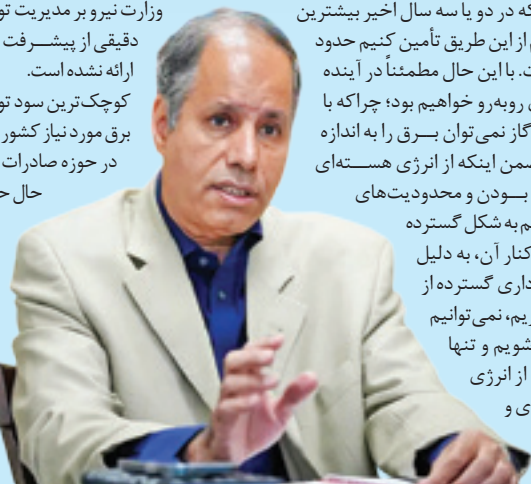 که در دو یا سه سال اخیر بیشترین
از این طریق تأمین کنیم حدود
ت. با این حال مطمئناً در آینده
روبه‌رو خواهیم بود؛ چراکه با
گاز نمی‌توان بـــرق را به اندازه
ضمن اینکه از انرژی هســـته‌ای
بـــودن و محدودیت‌های
م به شکل گسترده
کنار آن، به دلیل
داری گسترده از
ریم، نمی‌توانیم
شویم و تنها
از انرژی
ی و
وزارت نیرو بر مدیریت تو
دقیقی از پیشـــرفت
ارائه نشده است.
کوچک‌ترین سود تو
برق مورد نیاز کشور
در حوزه صادرات
حال حـ